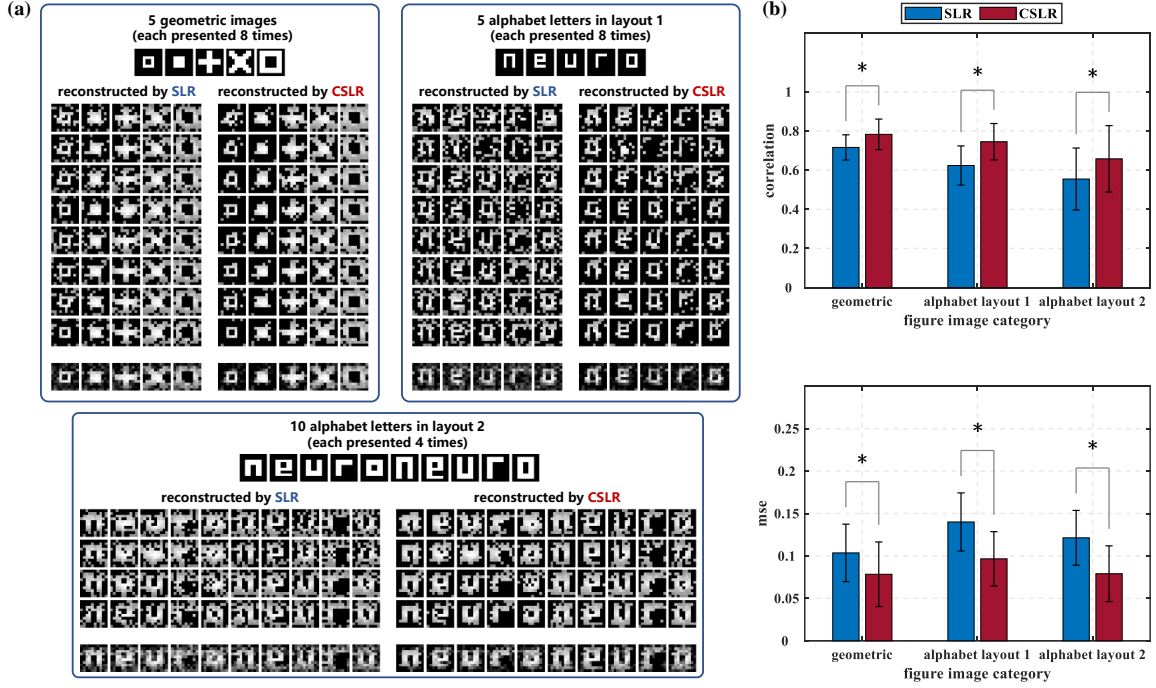 (a)
5 geometric images
(each presented 8 times)
reconstructed by SLR
reconstructed by CSLR
5 alphabet letters in layout 1
(each presented 8 times)
n e u r o
reconstructed by SLR
reconstructed by CSLR
10 alphabet letters in layout 2
(each presented 4 times)
n e u r o n e u r o
reconstructed by SLR
reconstructed by CSLR
(b)
SLR
CSLR
*
*
*
1
0.8
0.6
0.4
0.2
0
correlation
geometric
alphabet layout 1
alphabet layout 2
figure image category
*
*
*
0.25
0.2
0.15
0.1
0.05
0
mse
geometric
alphabet layout 1
alphabet layout 2
figure image category